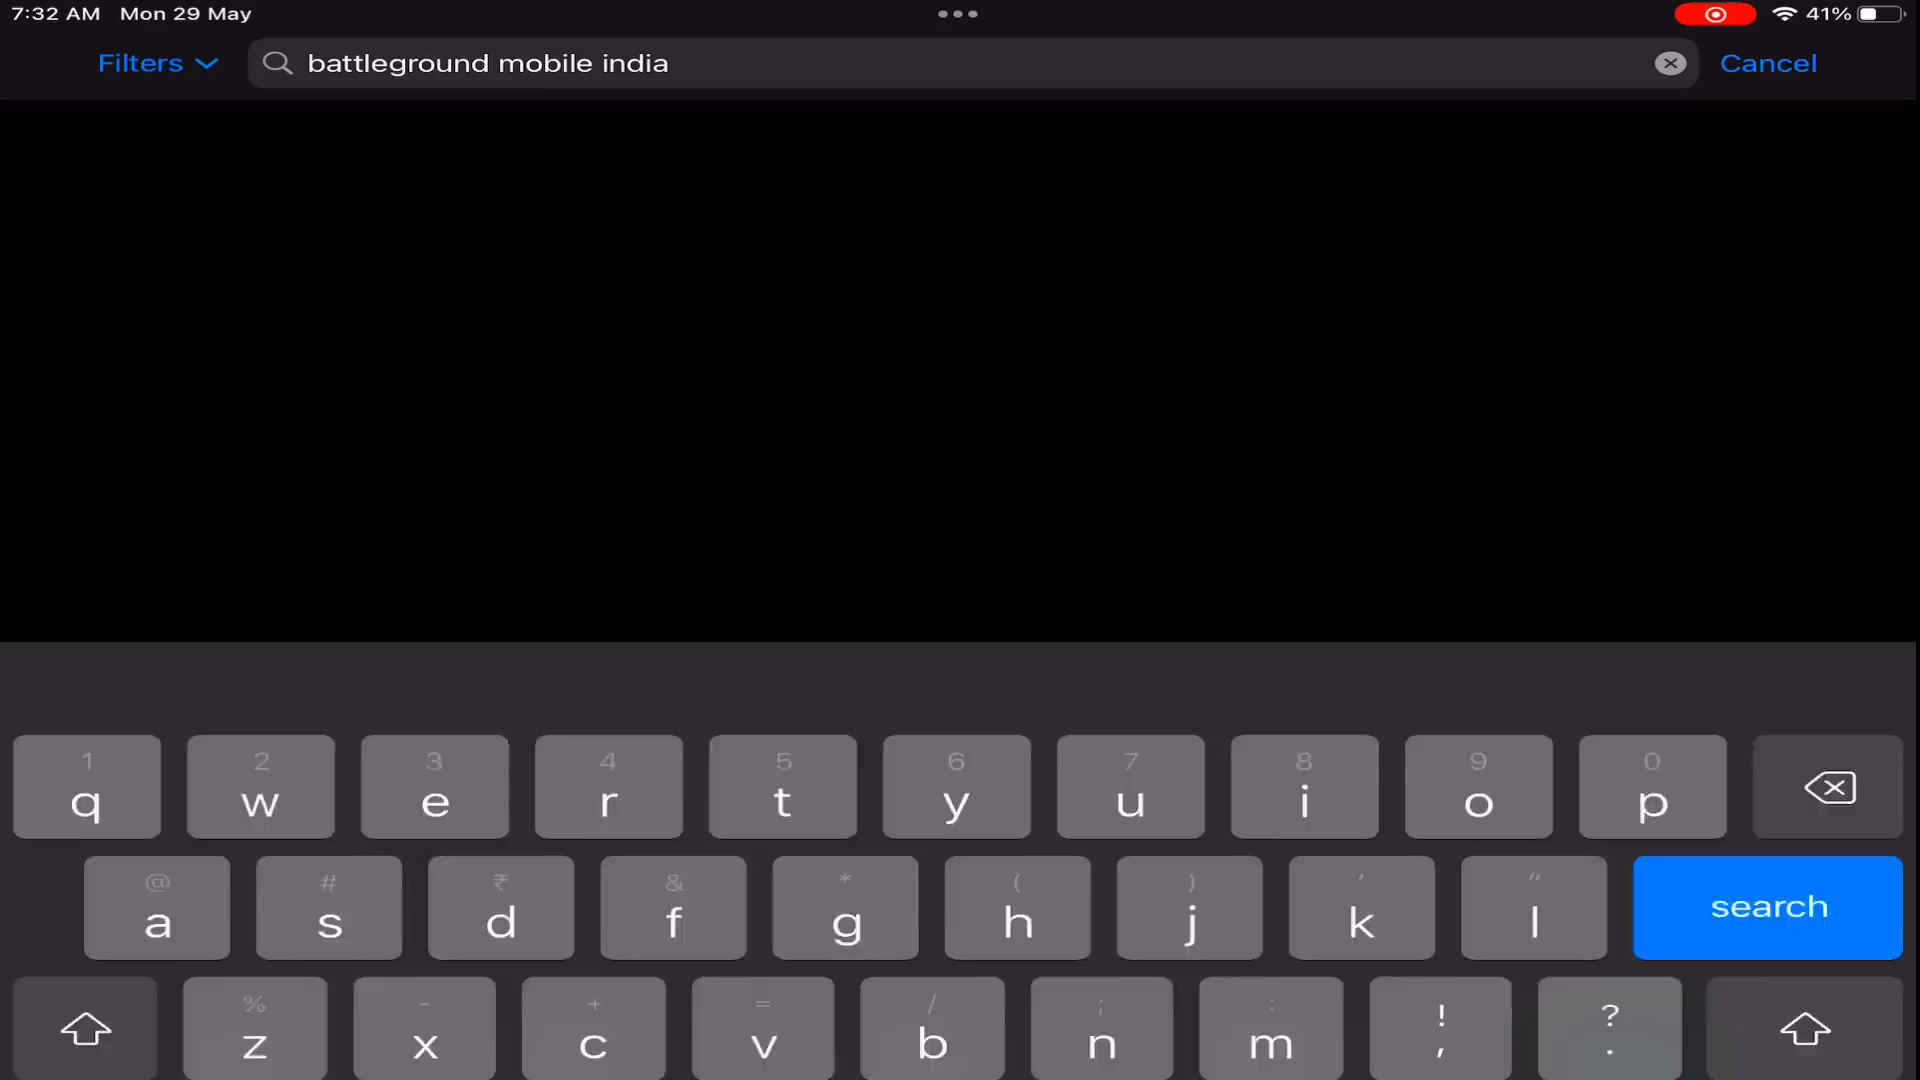 7:32 AM Mon 29 May
41%
Filters
battleground mobile india
Cancel
1 2 3 4 5 6 7 8 9 0
q w e r t y u i o p
@ # ₹ & * ( ) ' "
a s d f g h j k l search
% - + = / ; : ! ?
z x c v b n m , .